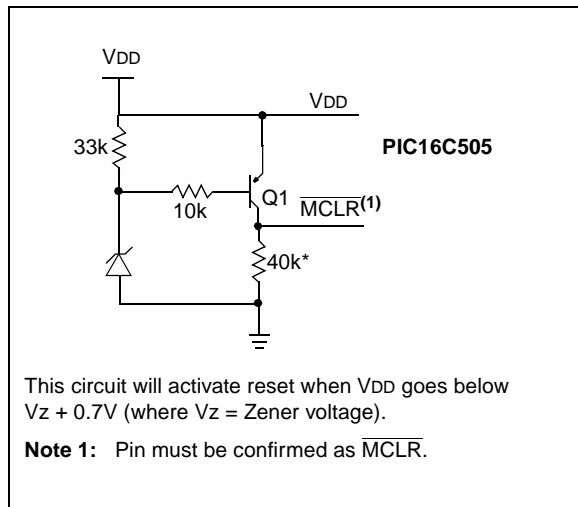 VDD
VDD
33k
PIC16C505
Q1
MCLR(1)
10k
40k*
This circuit will activate reset when VDD goes below
Vz + 0.7V (where Vz = Zener voltage).
Note 1: Pin must be confirmed as MCLR.